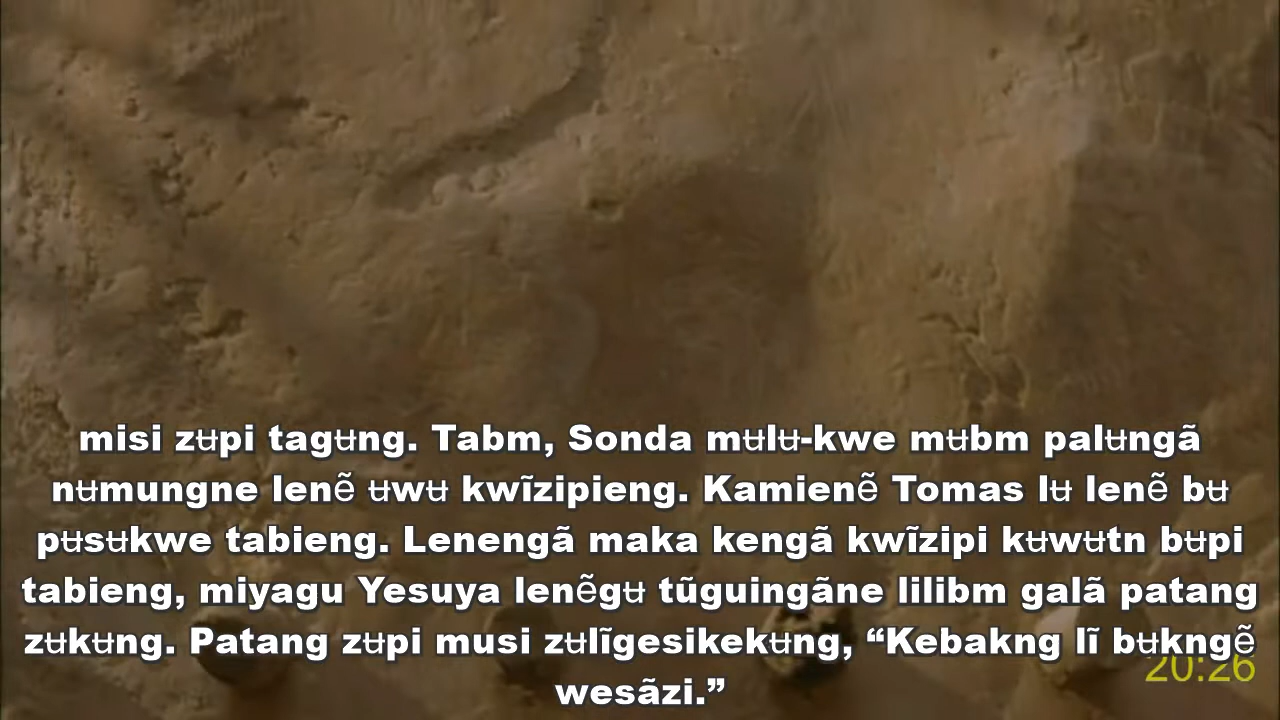 misi zʉpi tagʉng. Tabm, Sonda mʉlʉ-kwe mʉbm palʉngã
nʉmungne lenẽ ʉwʉ kwĩzipieng. Kamienẽ Tomas lʉ lenẽ bʉ
pʉsʉkwe tabieng. Lenengã maka kengã kwĩzipi kʉwʉtn bʉpi
tabieng, miyagu Yesuya lenẽgʉ tũguingãne lilibm galã patang
zʉkʉng. Patang zʉpi musi zʉlĩgesikekʉng, “Kebakng lĩ bʉkngẽ
wesãzi.”
20:26